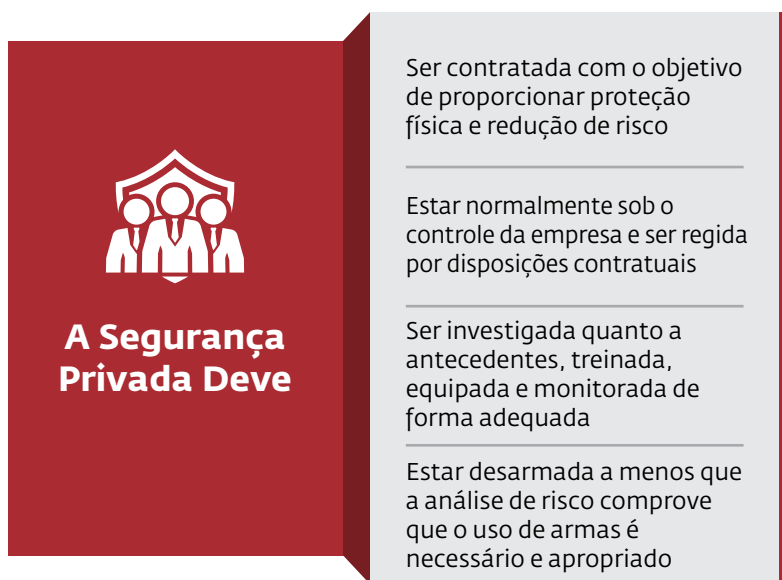 A Segurança
Privada Deve
Ser contratada com o objetivo
de proporcionar proteção
física e redução de risco
Estar normalmente sob o
controle da empresa e ser regida
por disposições contratuais
Ser investigada quanto a
antecedentes, treinada,
equipada e monitorada de
forma adequada
Estar desarmada a menos que
a análise de risco comprove
que o uso de armas é
necessário e apropriado